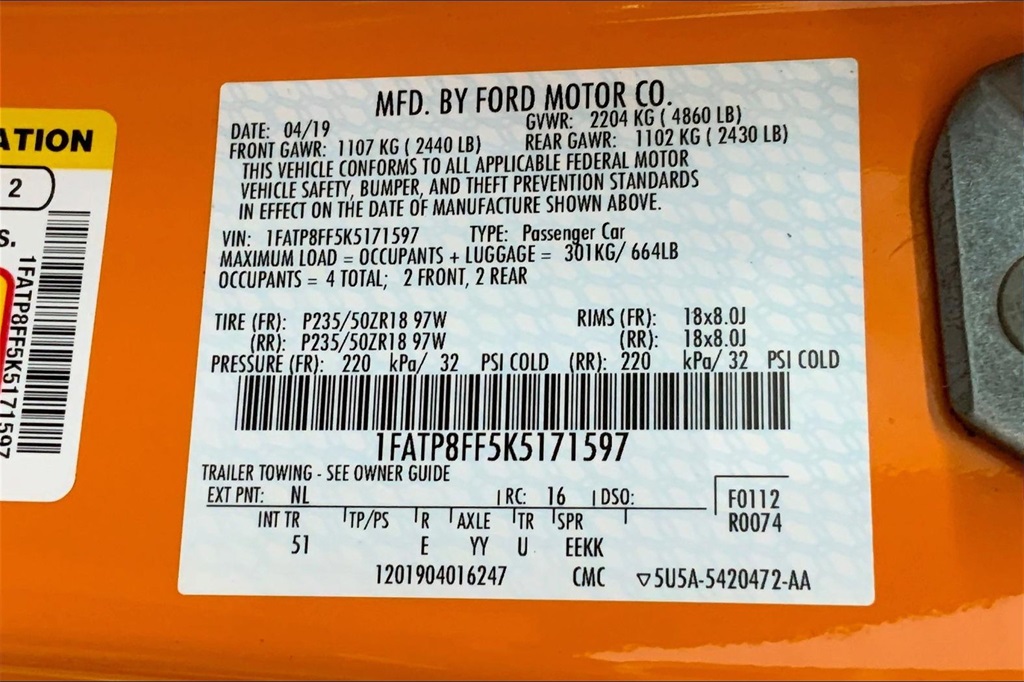 ATION
2
S.
1FATP8FF5K5171597
MFD. BY FORD MOTOR CO.
DATE: 04/19 GVWR: 2204 KG ( 4860 LB)
FRONT GAWR: 1107 KG ( 2440 LB) REAR GAWR: 1102 KG ( 2430 LB)
THIS VEHICLE CONFORMS TO ALL APPLICABLE FEDERAL MOTOR
VEHICLE SAFETY, BUMPER, AND THEFT PREVENTION STANDARDS
IN EFFECT ON THE DATE OF MANUFACTURE SHOWN ABOVE.
VIN: 1FATP8FF5K5171597 TYPE: Passenger Car
MAXIMUM LOAD = OCCUPANTS + LUGGAGE = 301KG/ 664LB
OCCUPANTS = 4 TOTAL; 2 FRONT, 2 REAR
TIRE (FR): P235/50ZR18 97W RIMS (FR): 18x8.0J
(RR): P235/50ZR18 97W (RR): 18x8.0J
PRESSURE (FR): 220 kPa/ 32 PSI COLD (RR): 220 kPa/ 32 PSI COLD
1FATP8FF5K5171597
TRAILER TOWING - SEE OWNER GUIDE
EXT PNT: NL RC: 16 DSO: F0112
R0074
INT TR TP/PS R AXLE TR SPR
51 E YY U EEKK
1201904016247 CMC ▽5U5A-5420472-AA